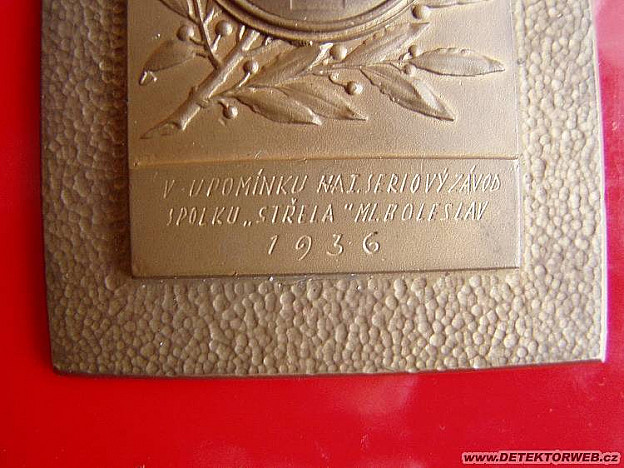 V UPOMÍNKU NA I. SERIOVÝ ZÁVOD
SPOLKU „STŘELA" ML. BOLESLAV
1936
www.DETEKTORWEB.cz